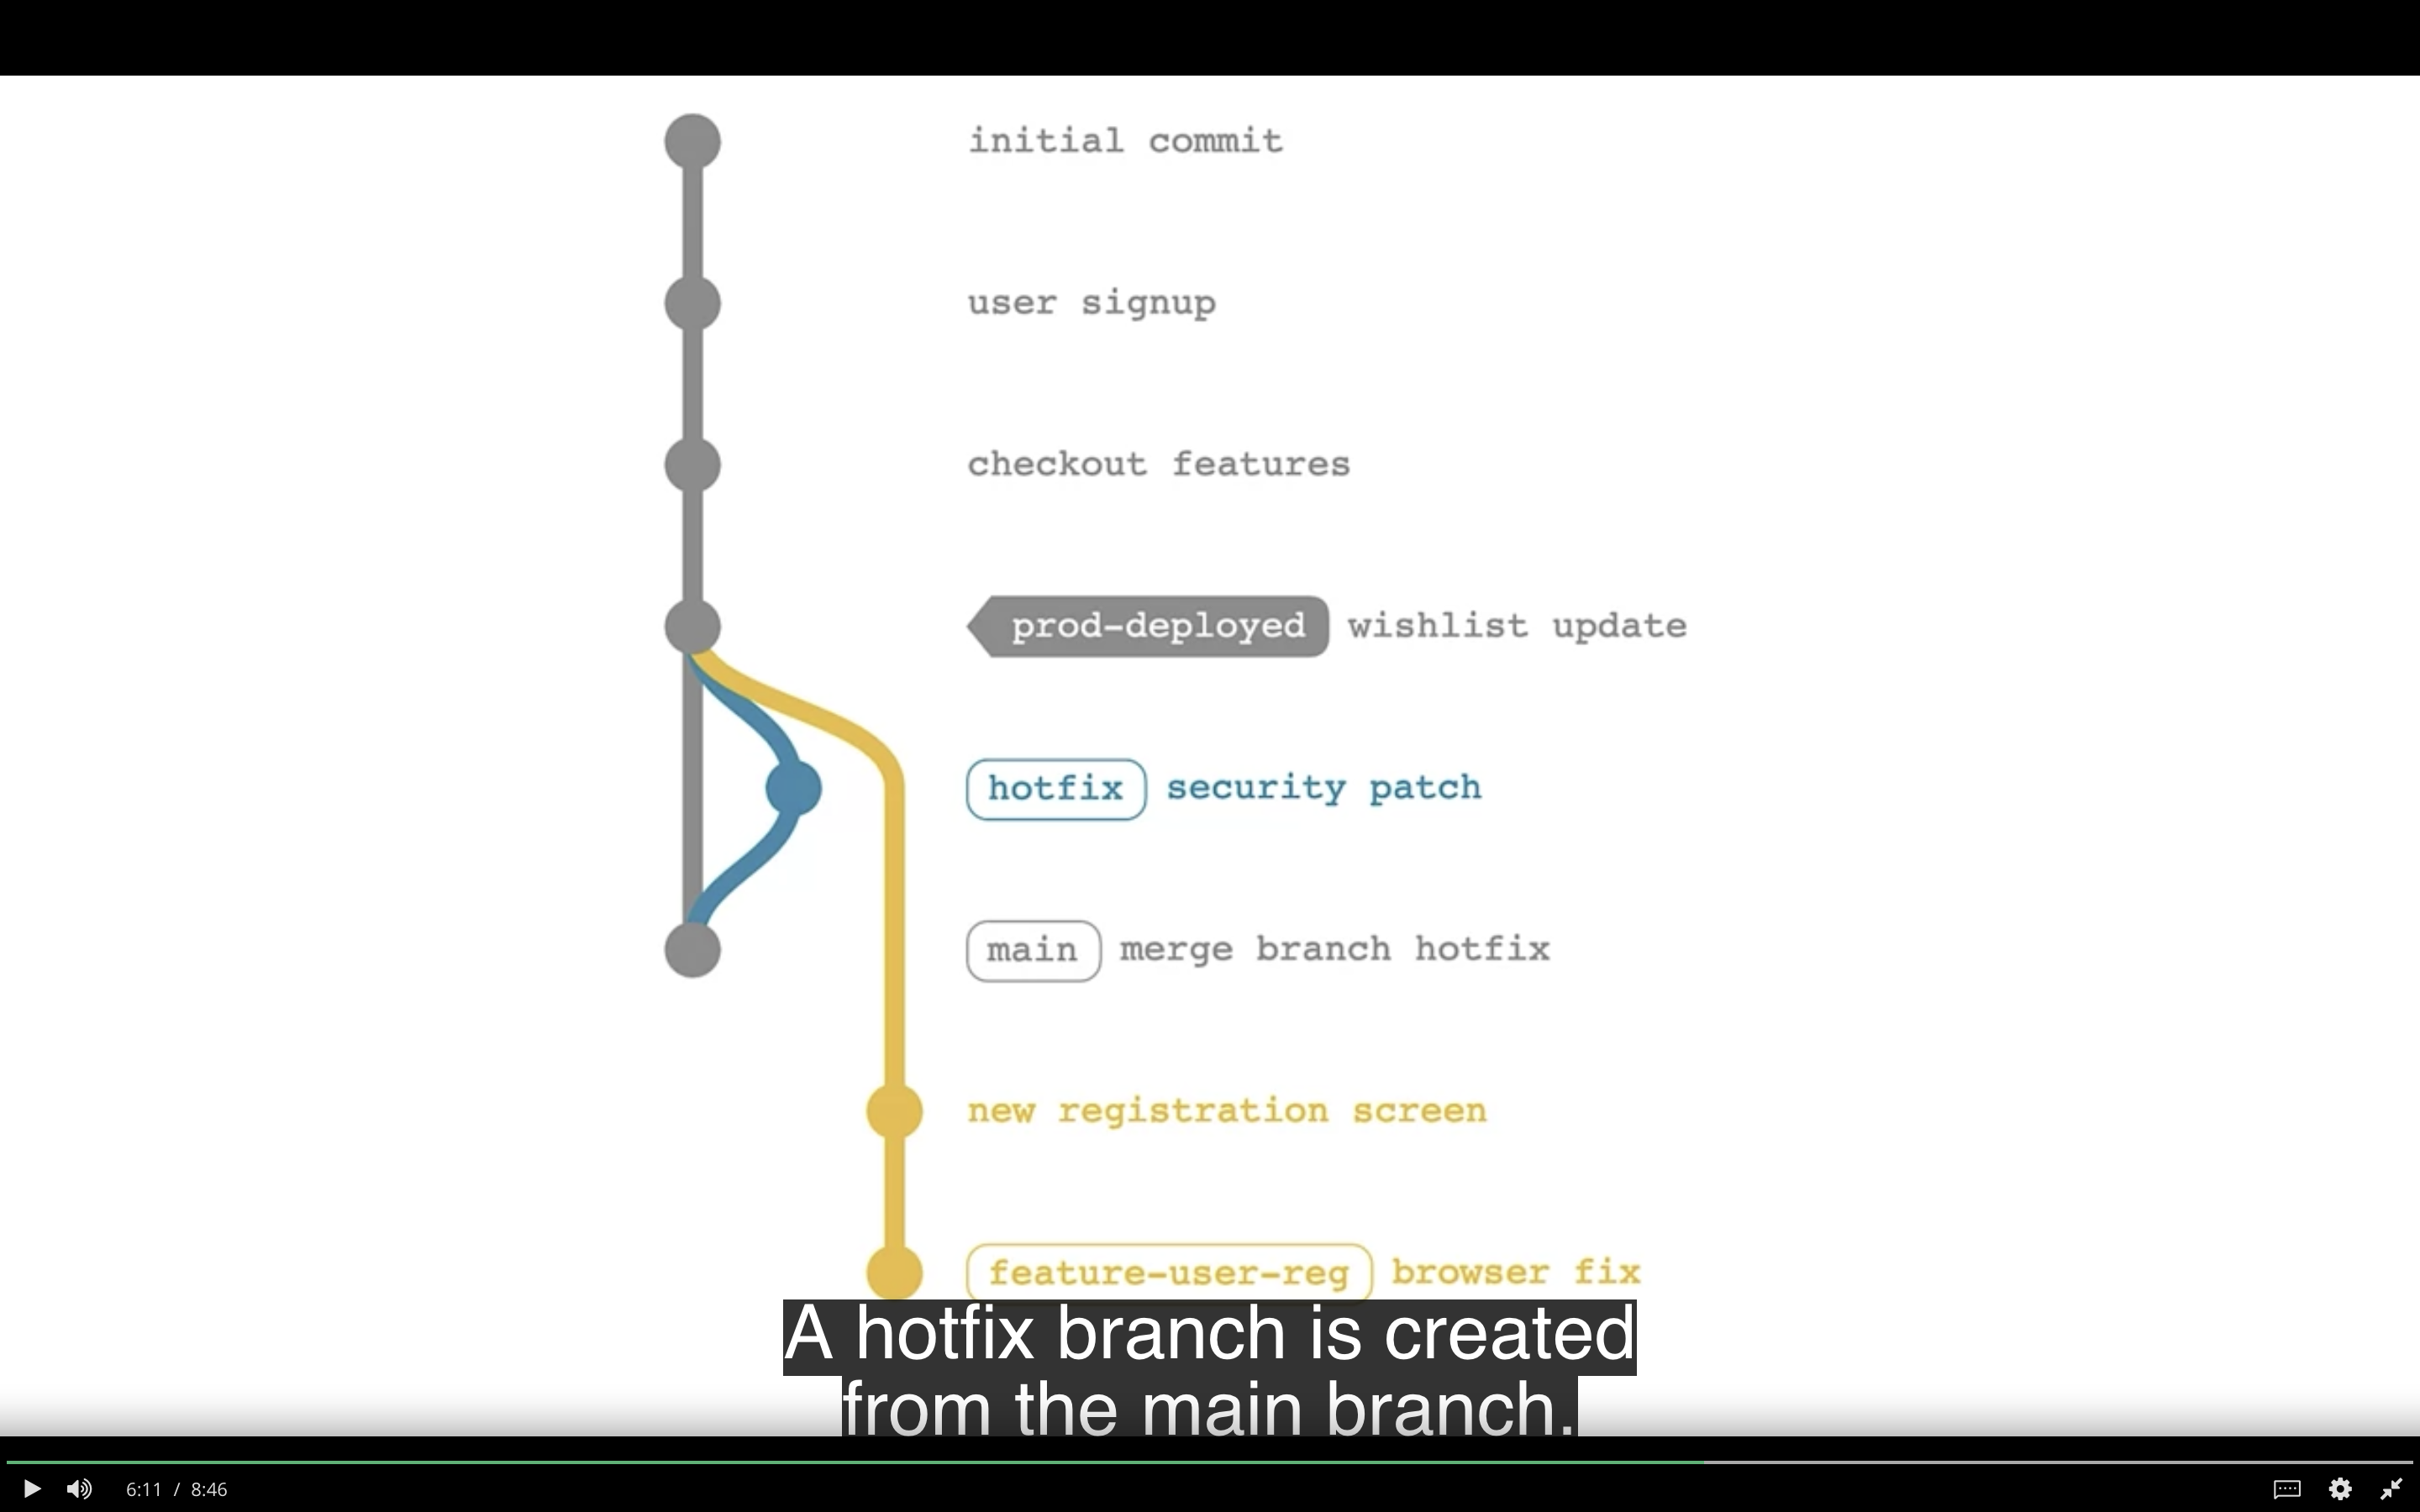 initial commit
user signup
checkout features
prod-deployed wishlist update
hotfix security patch
main merge branch hotfix
new registration screen
feature-user-reg browser fix
A hotfix branch is created
from the main branch.
6:11 / 8:46